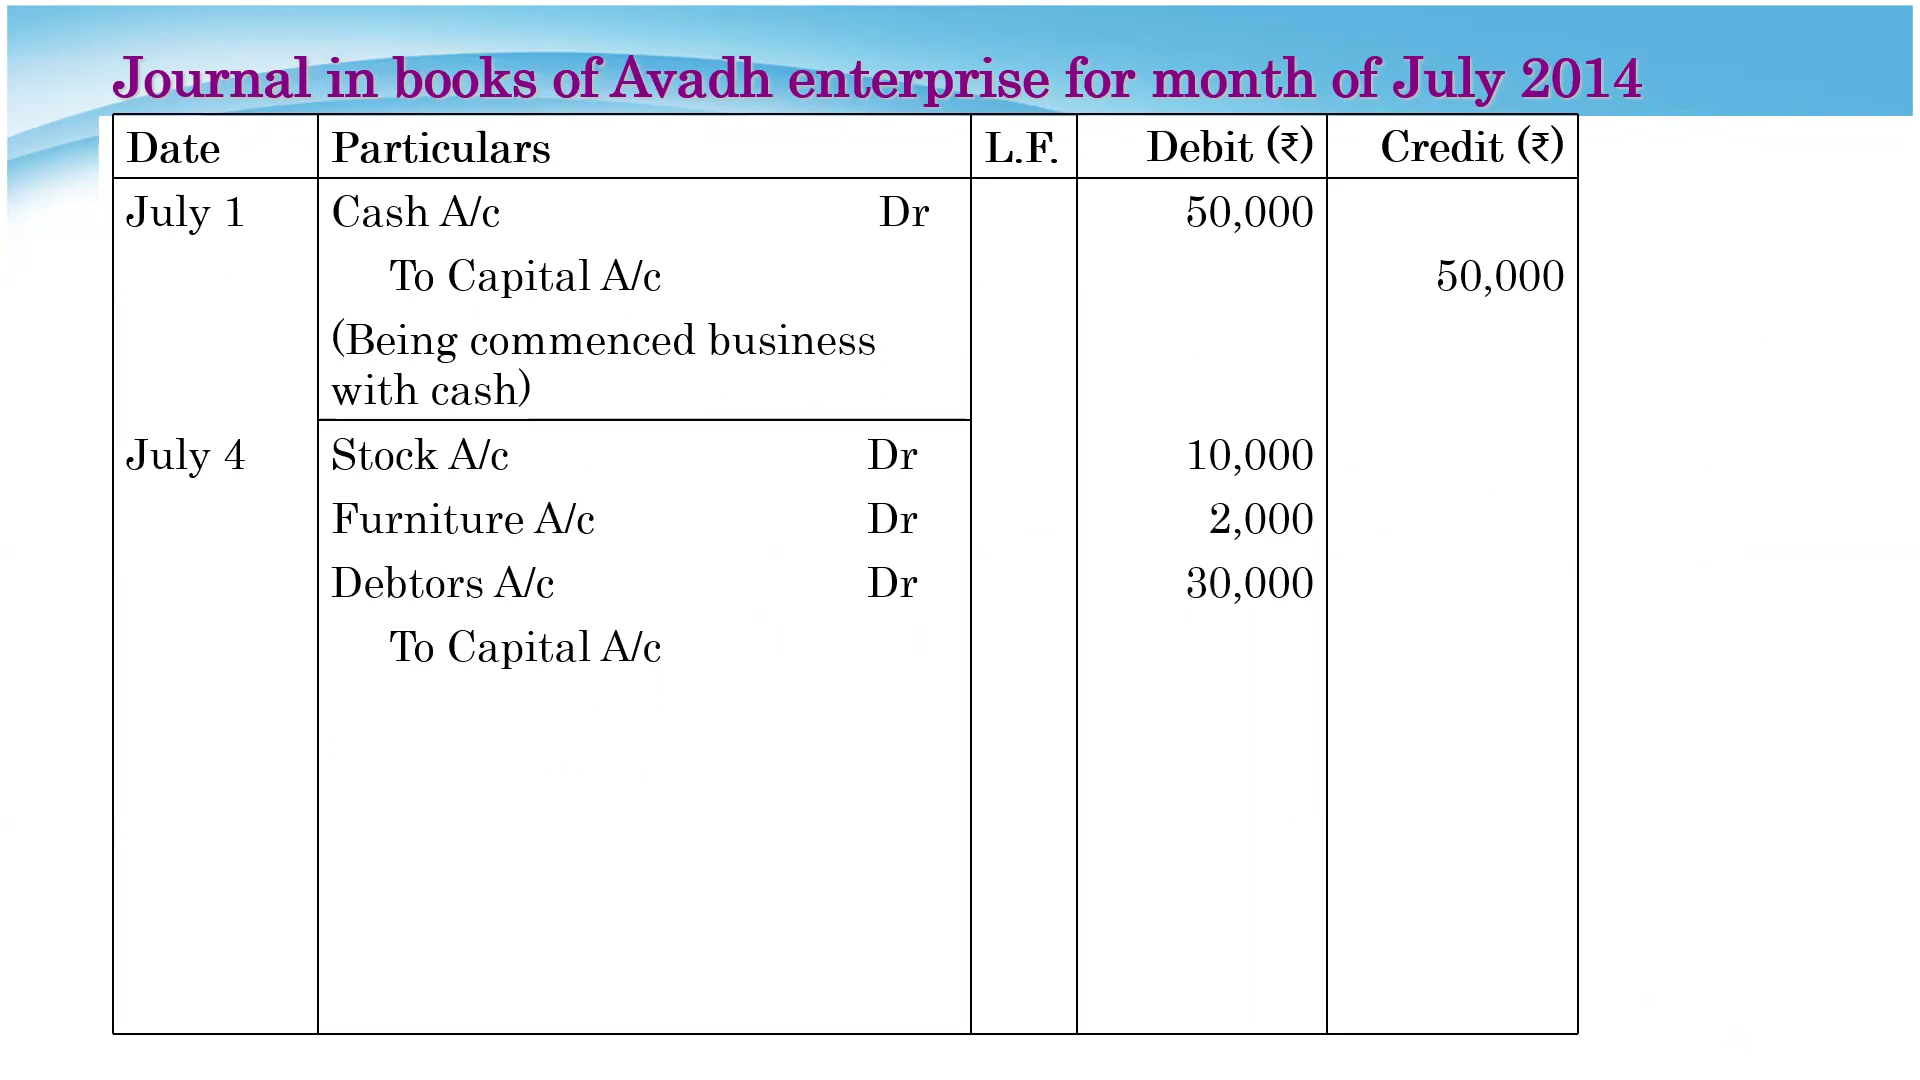 Journal in books of Avadh enterprise for month of July 2014
Date Particulars L.F. Debit (₹) Credit (₹)
July 1 Cash A/c Dr 50,000
To Capital A/c 50,000
(Being commenced business
with cash)
July 4 Stock A/c Dr 10,000
Furniture A/c Dr 2,000
Debtors A/c Dr 30,000
To Capital A/c